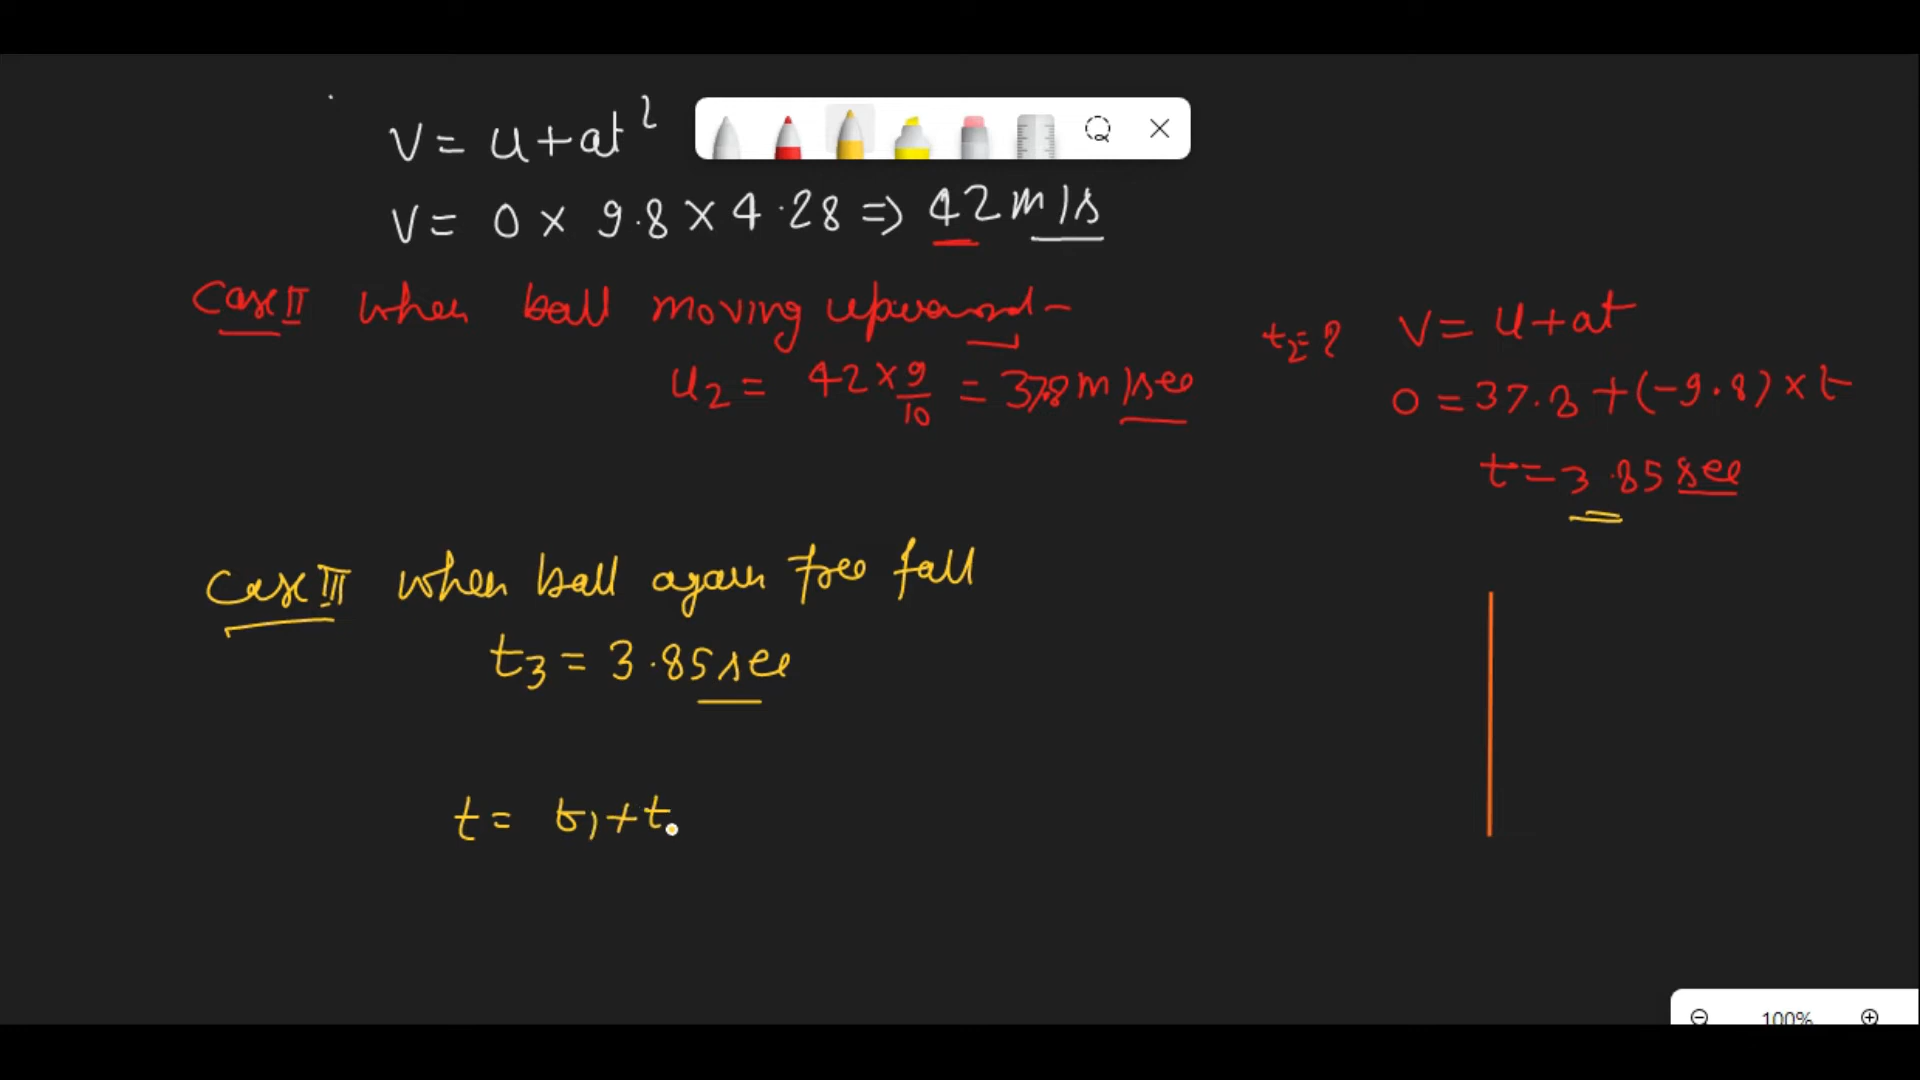 v = u + at²
v = 0 × 9.8 × 4.28 ⇒ 42 m/s
Case II when ball moving upward -
u₂ = 42 × 9/10 = 37.8 m/sec
t₂ = ? v = u + at
0 = 37.8 + (-9.8) × t
t = 3.85 sec
Case III when ball again free fall
t₃ = 3.85 sec
t = t₁ + t
100%